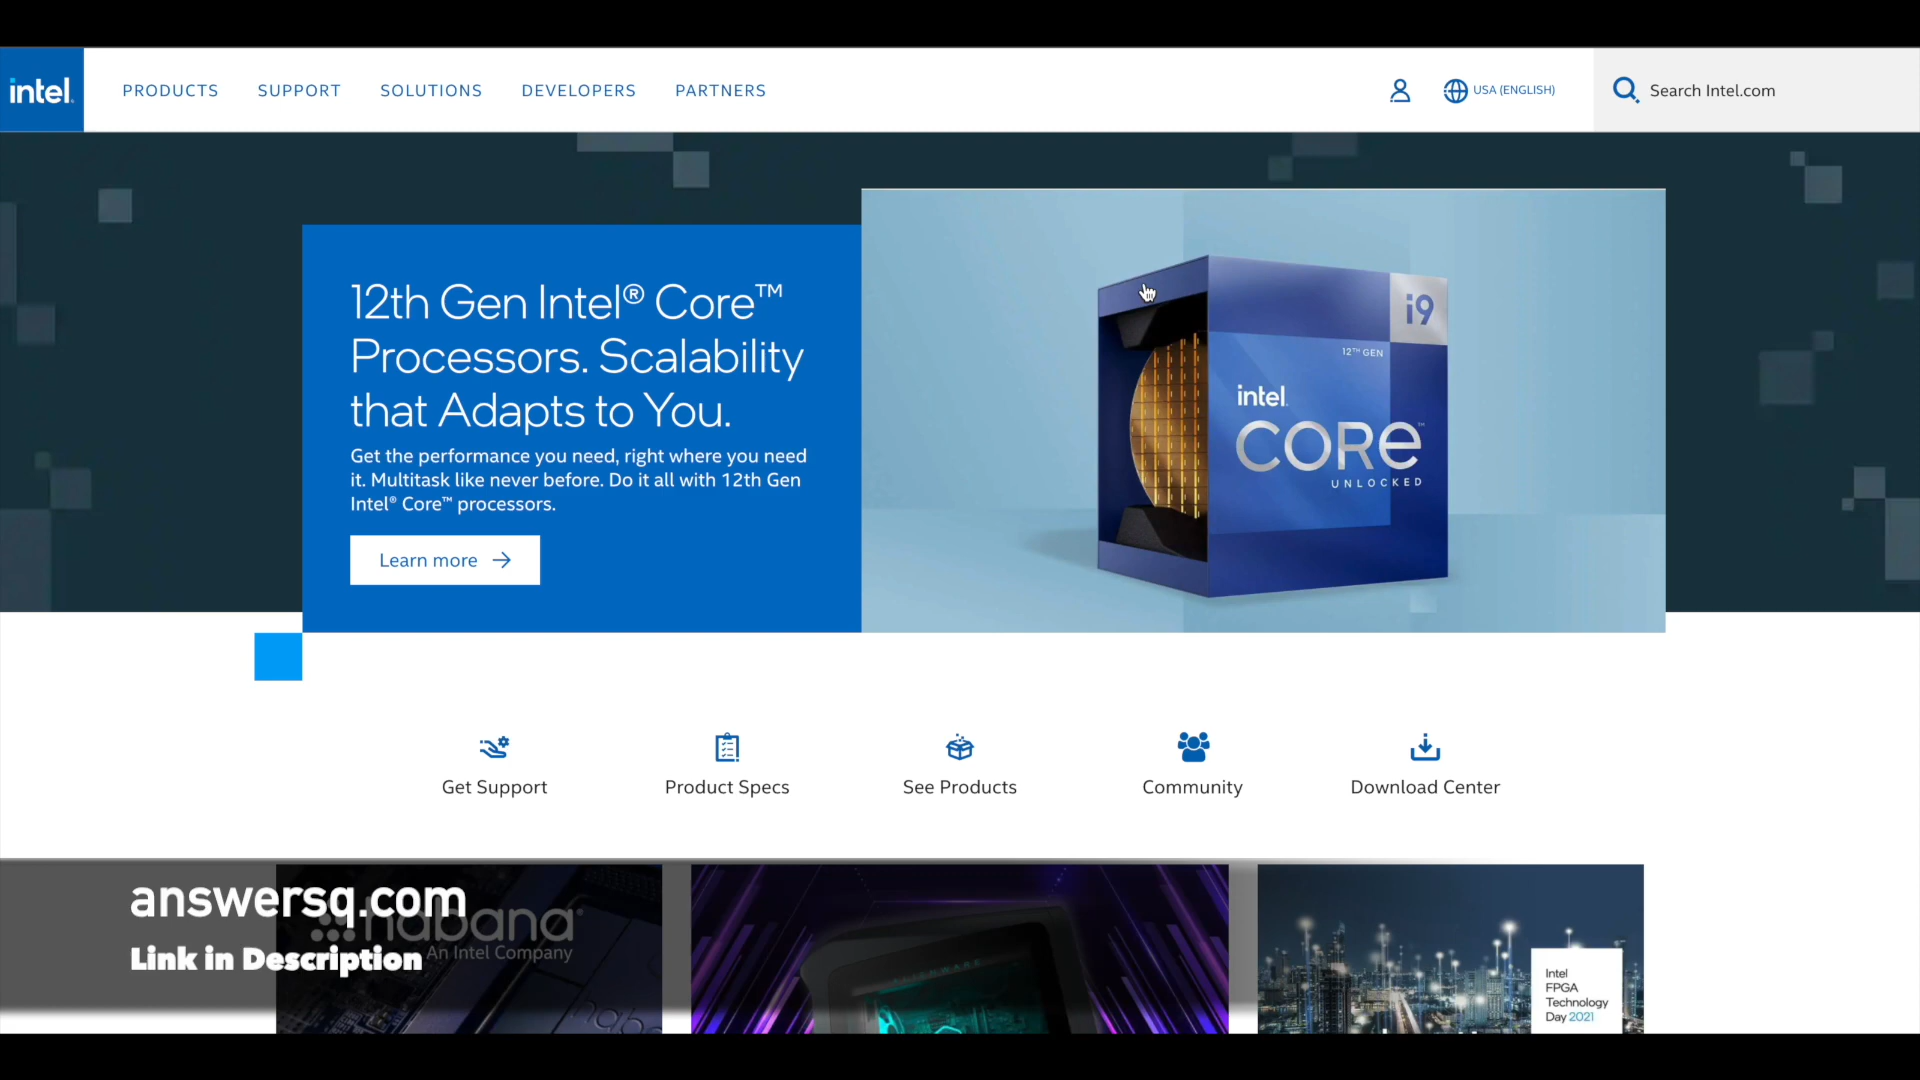 intel.
PRODUCTS
SUPPORT
SOLUTIONS
DEVELOPERS
PARTNERS
USA (ENGLISH)
Search Intel.com
12th Gen Intel® Core™
Processors. Scalability
that Adapts to You.
Get the performance you need, right where you need
it. Multitask like never before. Do it all with 12th Gen
Intel® Core™ processors.
Learn more
i9
12TH GEN
intel.
CORE™
UNLOCKED
Get Support
Product Specs
See Products
Community
Download Center
answersq.com
Link in Description
habana
An Intel Company
habana
ALIENWARE
Intel
FPGA
Technology
Day 2021